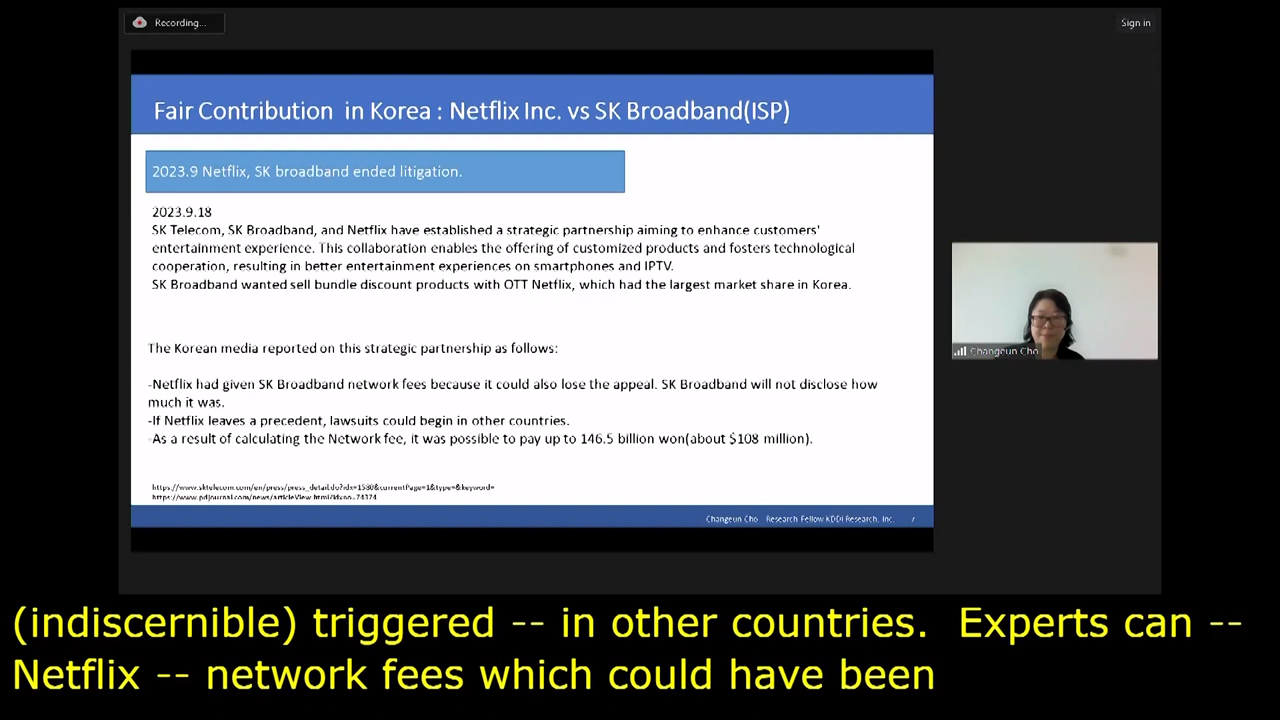 Recording...
Sign in
Fair Contribution in Korea : Netflix Inc. vs SK Broadband(ISP)
2023.9 Netflix, SK broadband ended litigation.
2023.9.18
SK Telecom, SK Broadband, and Netflix have established a strategic partnership aiming to enhance customers'
entertainment experience. This collaboration enables the offering of customized products and fosters technological
cooperation, resulting in better entertainment experiences on smartphones and IPTV.
SK Broadband wanted sell bundle discount products with OTT Netflix, which had the largest market share in Korea.
The Korean media reported on this strategic partnership as follows:
-Netflix had given SK Broadband network fees because it could also lose the appeal. SK Broadband will not disclose how
much it was.
-If Netflix leaves a precedent, lawsuits could begin in other countries.
-As a result of calculating the Network fee, it was possible to pay up to 146.5 billion won(about $108 million).
https://www.sktelecom.com/en/press/press_detail.do?idx=1580&currentPage=1&type=&keyword=
https://www.pdjournal.com/news/articleView.html?idxno=74374
Changeun Cho Research Fellow KDDI Research, Inc. 7
Changeun Cho
(indiscernible) triggered -- in other countries. Experts can --
Netflix -- network fees which could have been